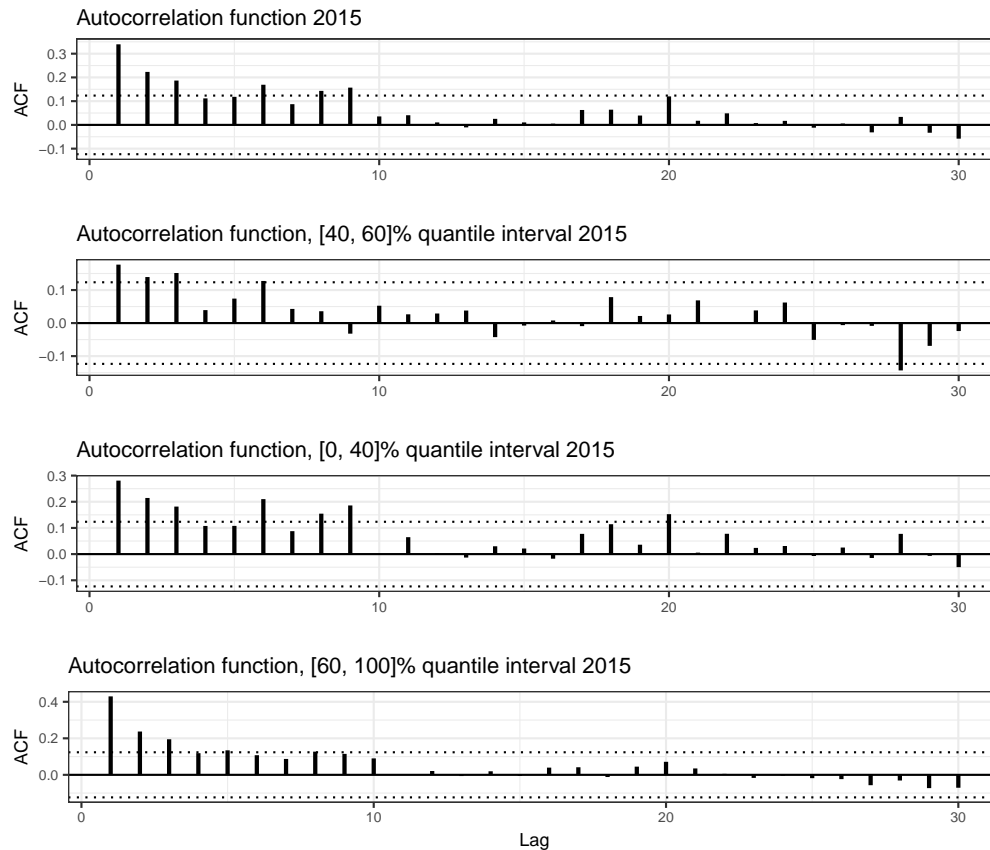 Autocorrelation function 2015
0.3
0.2
0.1
0.0
−0.1
ACF
0 10 20 30
Autocorrelation function, [40, 60]% quantile interval 2015
0.1
0.0
−0.1
ACF
0 10 20 30
Autocorrelation function, [0, 40]% quantile interval 2015
0.3
0.2
0.1
0.0
−0.1
ACF
0 10 20 30
Autocorrelation function, [60, 100]% quantile interval 2015
0.4
0.2
0.0
ACF
0 10 20 30
Lag